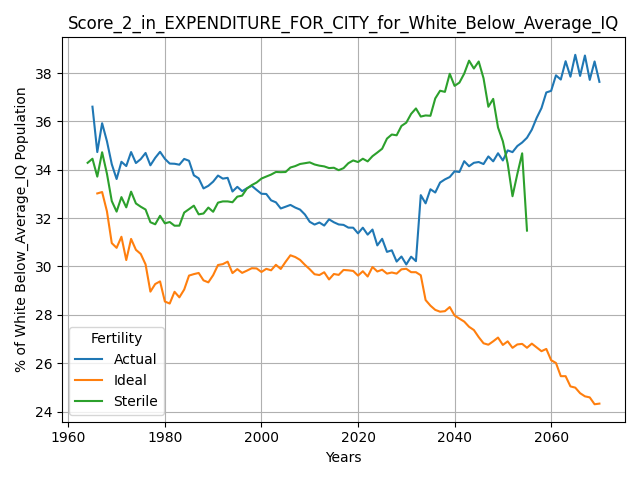 Score_2_in_EXPENDITURE_FOR_CITY_for_White_Below_Average_IQ
% of White Below_Average_IQ Population
38
36
34
32
30
28
26
24
Fertility
Actual
Ideal
Sterile
1960 1980 2000 2020 2040 2060
Years